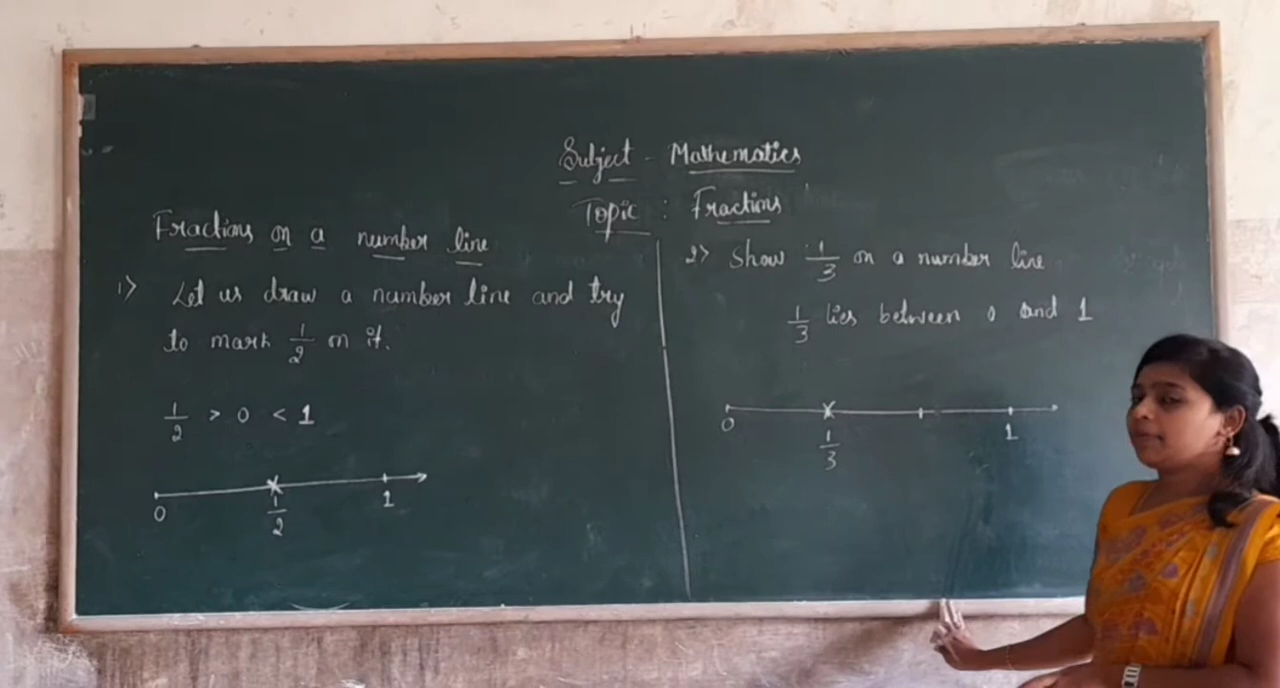 Subject - Mathematics
Topic : Fractions
Fractions on a number line
1) Let us draw a number line and try
to mark 1/2 on it.
1/2 > 0 < 1
0 1/2 1
2) Show 1/3 on a number line
1/3 lies between 0 and 1
0 1/3 1